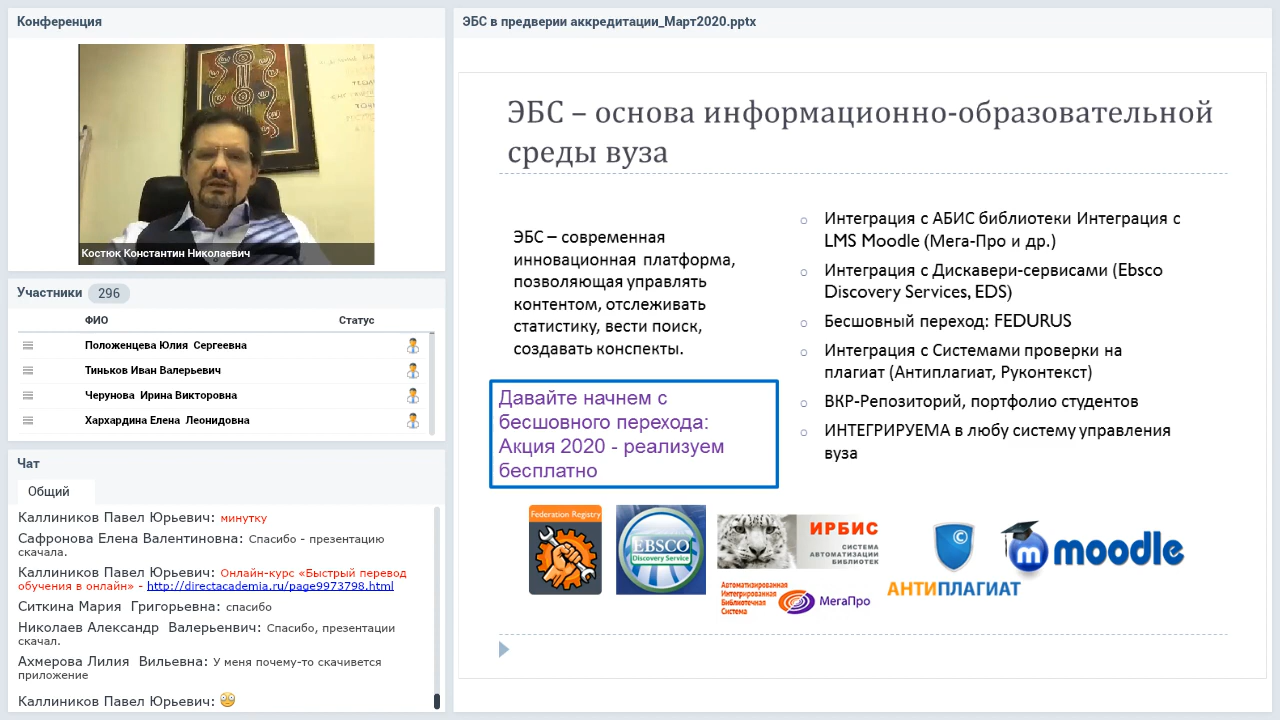 Конференция
Костюк Константин Николаевич
Участники 296
ФИО Статус
Положенцева Юлия Сергеевна
Тиньков Иван Валерьевич
Черунова Ирина Викторовна
Хархардина Елена Леонидовна
Чат
Общий
Каллиников Павел Юрьевич: минутку
Сафронова Елена Валентиновна: Спасибо - презентацию
скачала.
Каллиников Павел Юрьевич: Онлайн-курс «Быстрый перевод
обучения в онлайн» - http://directacademia.ru/page9973798.html
Ситкина Мария Григорьевна: спасибо
Николаев Александр Валерьенвич: Спасибо, презентации
скачал.
Ахмерова Лилия Вильевна: У меня почему-то скачивется
приложение
Каллиников Павел Юрьевич:
ЭБС в предверии аккредитации_Март2020.pptx
ЭБС – основа информационно-образовательной
среды вуза
ЭБС – современная
инновационная платформа,
позволяющая управлять
контентом, отслеживать
статистику, вести поиск,
создавать конспекты.
Давайте начнем с
бесшовного перехода:
Акция 2020 - реализуем
бесплатно
Интеграция с АБИС библиотеки Интеграция с
LMS Moodle (Мега-Про и др.)
Интеграция с Дискавери-сервисами (Ebsco
Discovery Services, EDS)
Бесшовный переход: FEDURUS
Интеграция с Системами проверки на
плагиат (Антиплагиат, Руконтекст)
ВКР-Репозиторий, портфолио студентов
ИНТЕГРИРУЕМА в любу систему управления
вуза
Federation Registry
EBSCO
Discovery Service
ИРБИС
СИСТЕМА
АВТОМАТИЗАЦИИ
БИБЛИОТЕК
Автоматизированная
Интегрированная
Библиотечная
Система
МегаПро
©
АНТИПЛАГИАТ
moodle